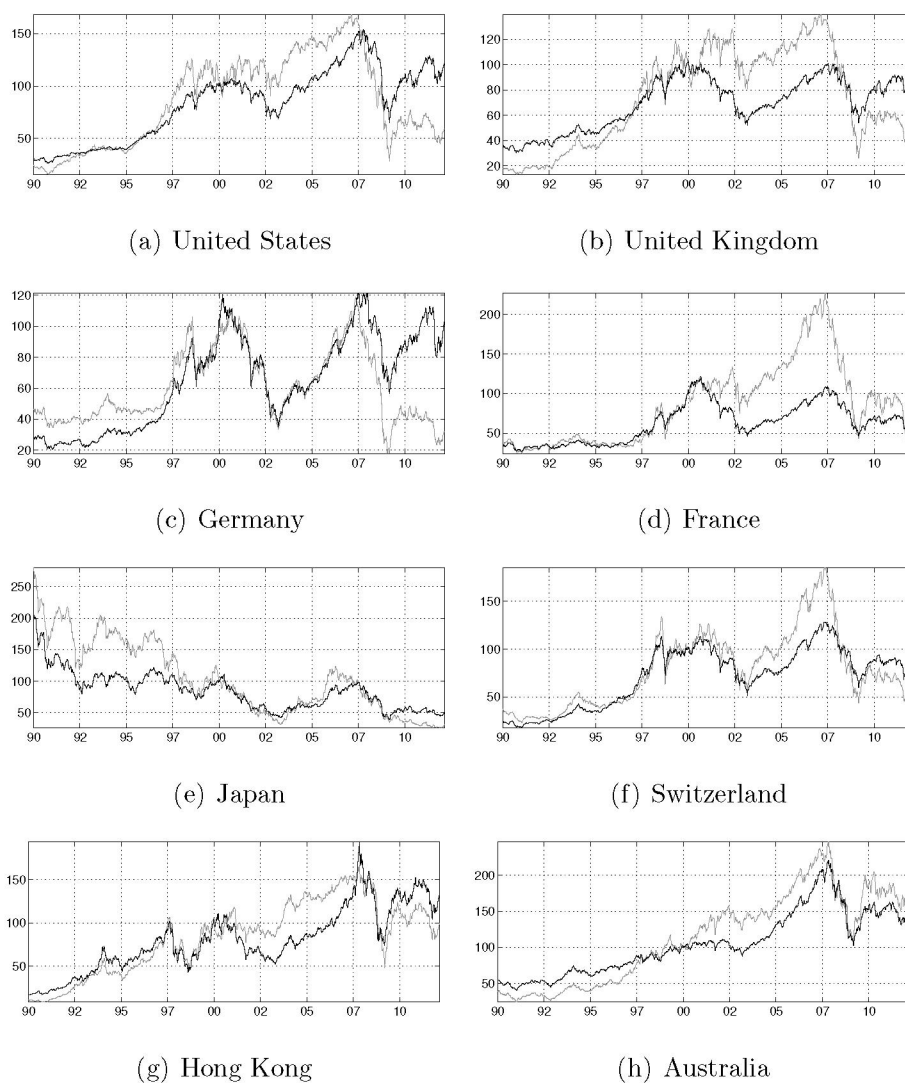 150
100
50
90 92 95 97 00 02 05 07 10
(a) United States
120
100
80
60
40
20
90 92 95 97 00 02 05 07 10
(b) United Kingdom
120
100
80
60
40
20
90 92 95 97 00 02 05 07 10
(c) Germany
200
150
100
50
90 92 95 97 00 02 05 07 10
(d) France
250
200
150
100
50
90 92 95 97 00 02 05 07 10
(e) Japan
150
100
50
90 92 95 97 00 02 05 07 10
(f) Switzerland
150
100
50
90 92 95 97 00 02 05 07 10
(g) Hong Kong
200
150
100
50
90 92 95 97 00 02 05 07 10
(h) Australia